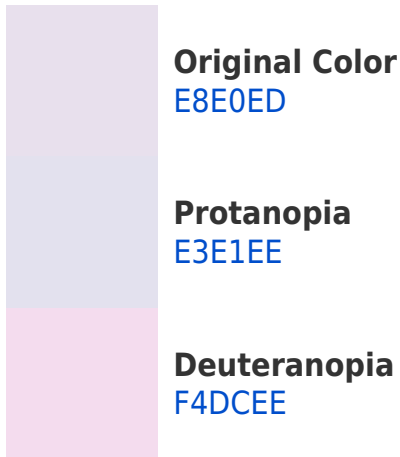 Original Color
E8E0ED
Protanopia
E3E1EE
Deuteranopia
F4DCEE